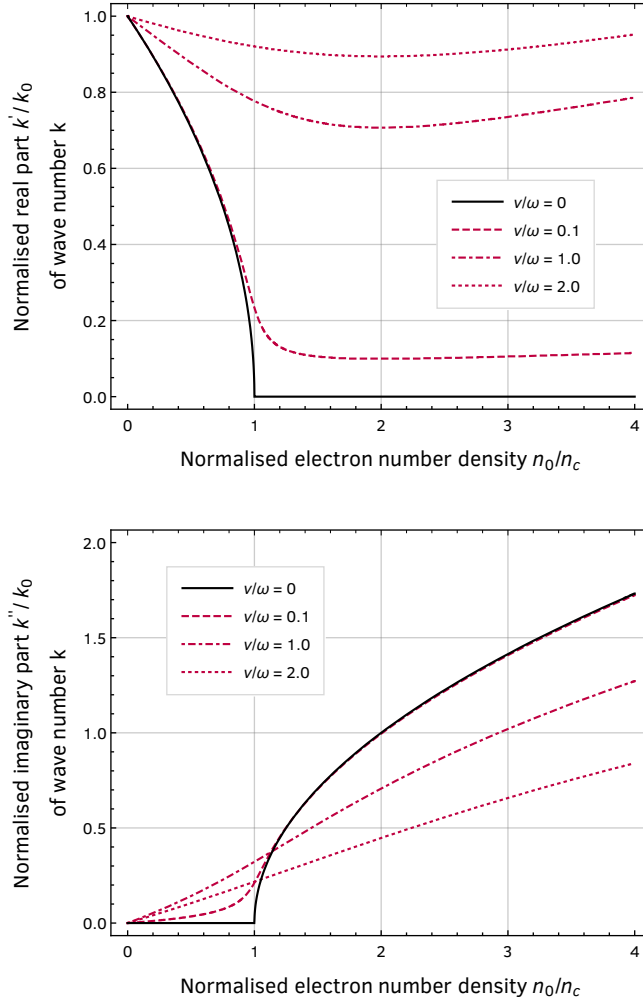 Normalised real part k'/k0
of wave number k
1.0
0.8
0.6
0.4
0.2
0.0
ν/ω = 0
ν/ω = 0.1
ν/ω = 1.0
ν/ω = 2.0
0
1
2
3
4
Normalised electron number density n0/nc
Normalised imaginary part k''/k0
of wave number k
2.0
1.5
1.0
0.5
0.0
ν/ω = 0
ν/ω = 0.1
ν/ω = 1.0
ν/ω = 2.0
0
1
2
3
4
Normalised electron number density n0/nc